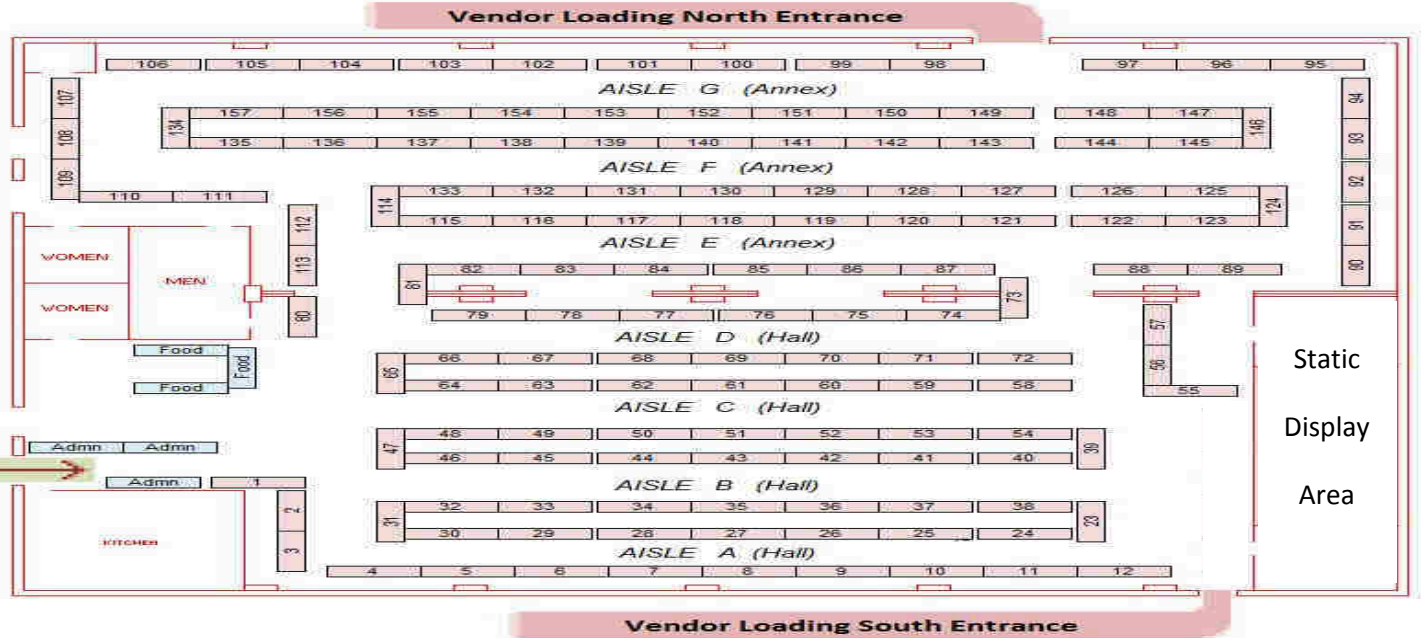 Vendor Loading North Entrance
106 105 104 103 102 101 100 99 98 97 96 95
AISLE G (Annex)
107
108
109
94
93
92
91
90
134
157 156 155 154 153 152 151 150 149 148 147
146
135 136 137 138 139 140 141 142 143 144 145
AISLE F (Annex)
110 111
114
133 132 131 130 129 128 127 126 125
124
115 116 117 118 119 120 121 122 123
112
113
AISLE E (Annex)
WOMEN
MEN
WOMEN
81
82 83 84 85 86 87 88 89
73
80
79 78 77 76 75 74
57
56
55
AISLE D (Hall)
Food
Food
Food
65
66 67 68 69 70 71 72
64 63 62 61 60 59 58
Static
Display
Area
AISLE C (Hall)
Admn Admn
47
48 49 50 51 52 53 54
39
46 45 44 43 42 41 40
Admn 1
AISLE B (Hall)
2
3
31
32 33 34 35 36 37 38
23
30 29 28 27 26 25 24
KITCHEN
AISLE A (Hall)
4 5 6 7 8 9 10 11 12
Vendor Loading South Entrance